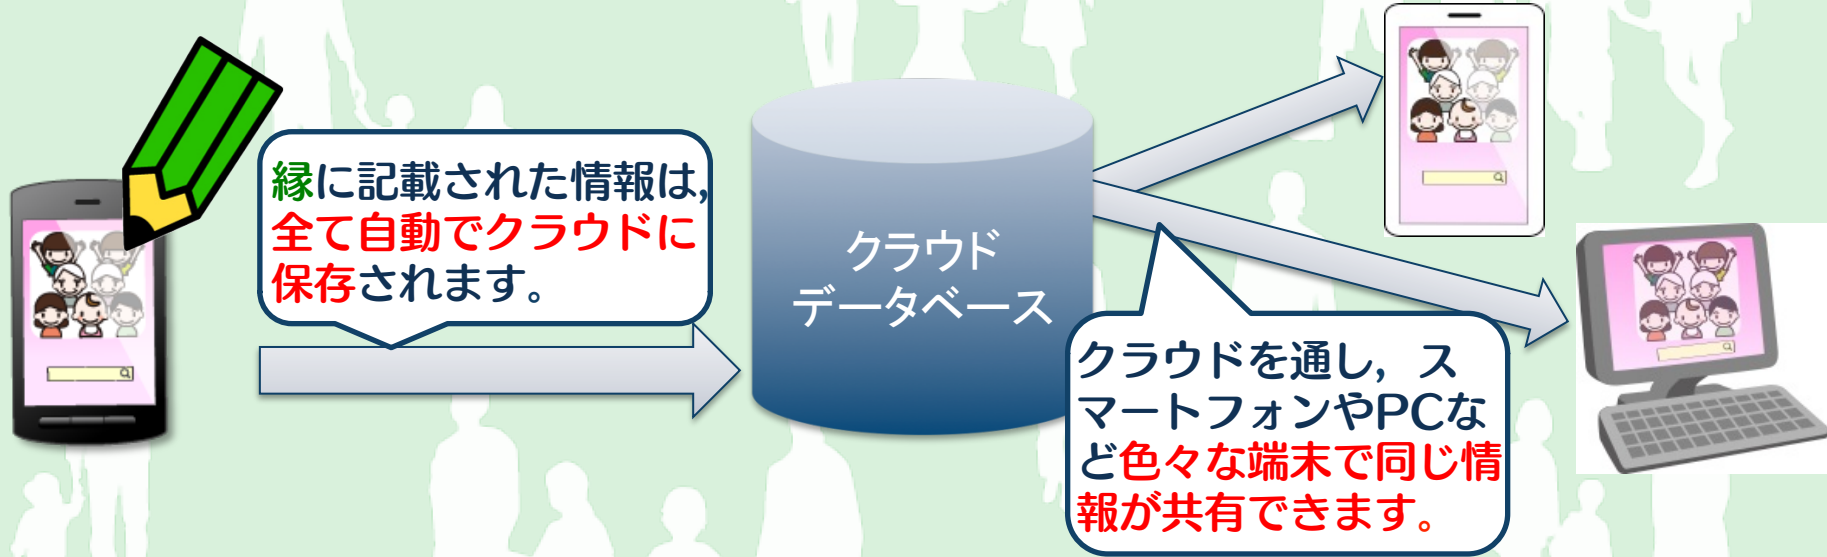 縁に記載された情報は,
全て自動でクラウドに
保存されます。
クラウド
データベース
クラウドを通し，ス
マートフォンやPCな
ど色々な端末で同じ情
報が共有できます。